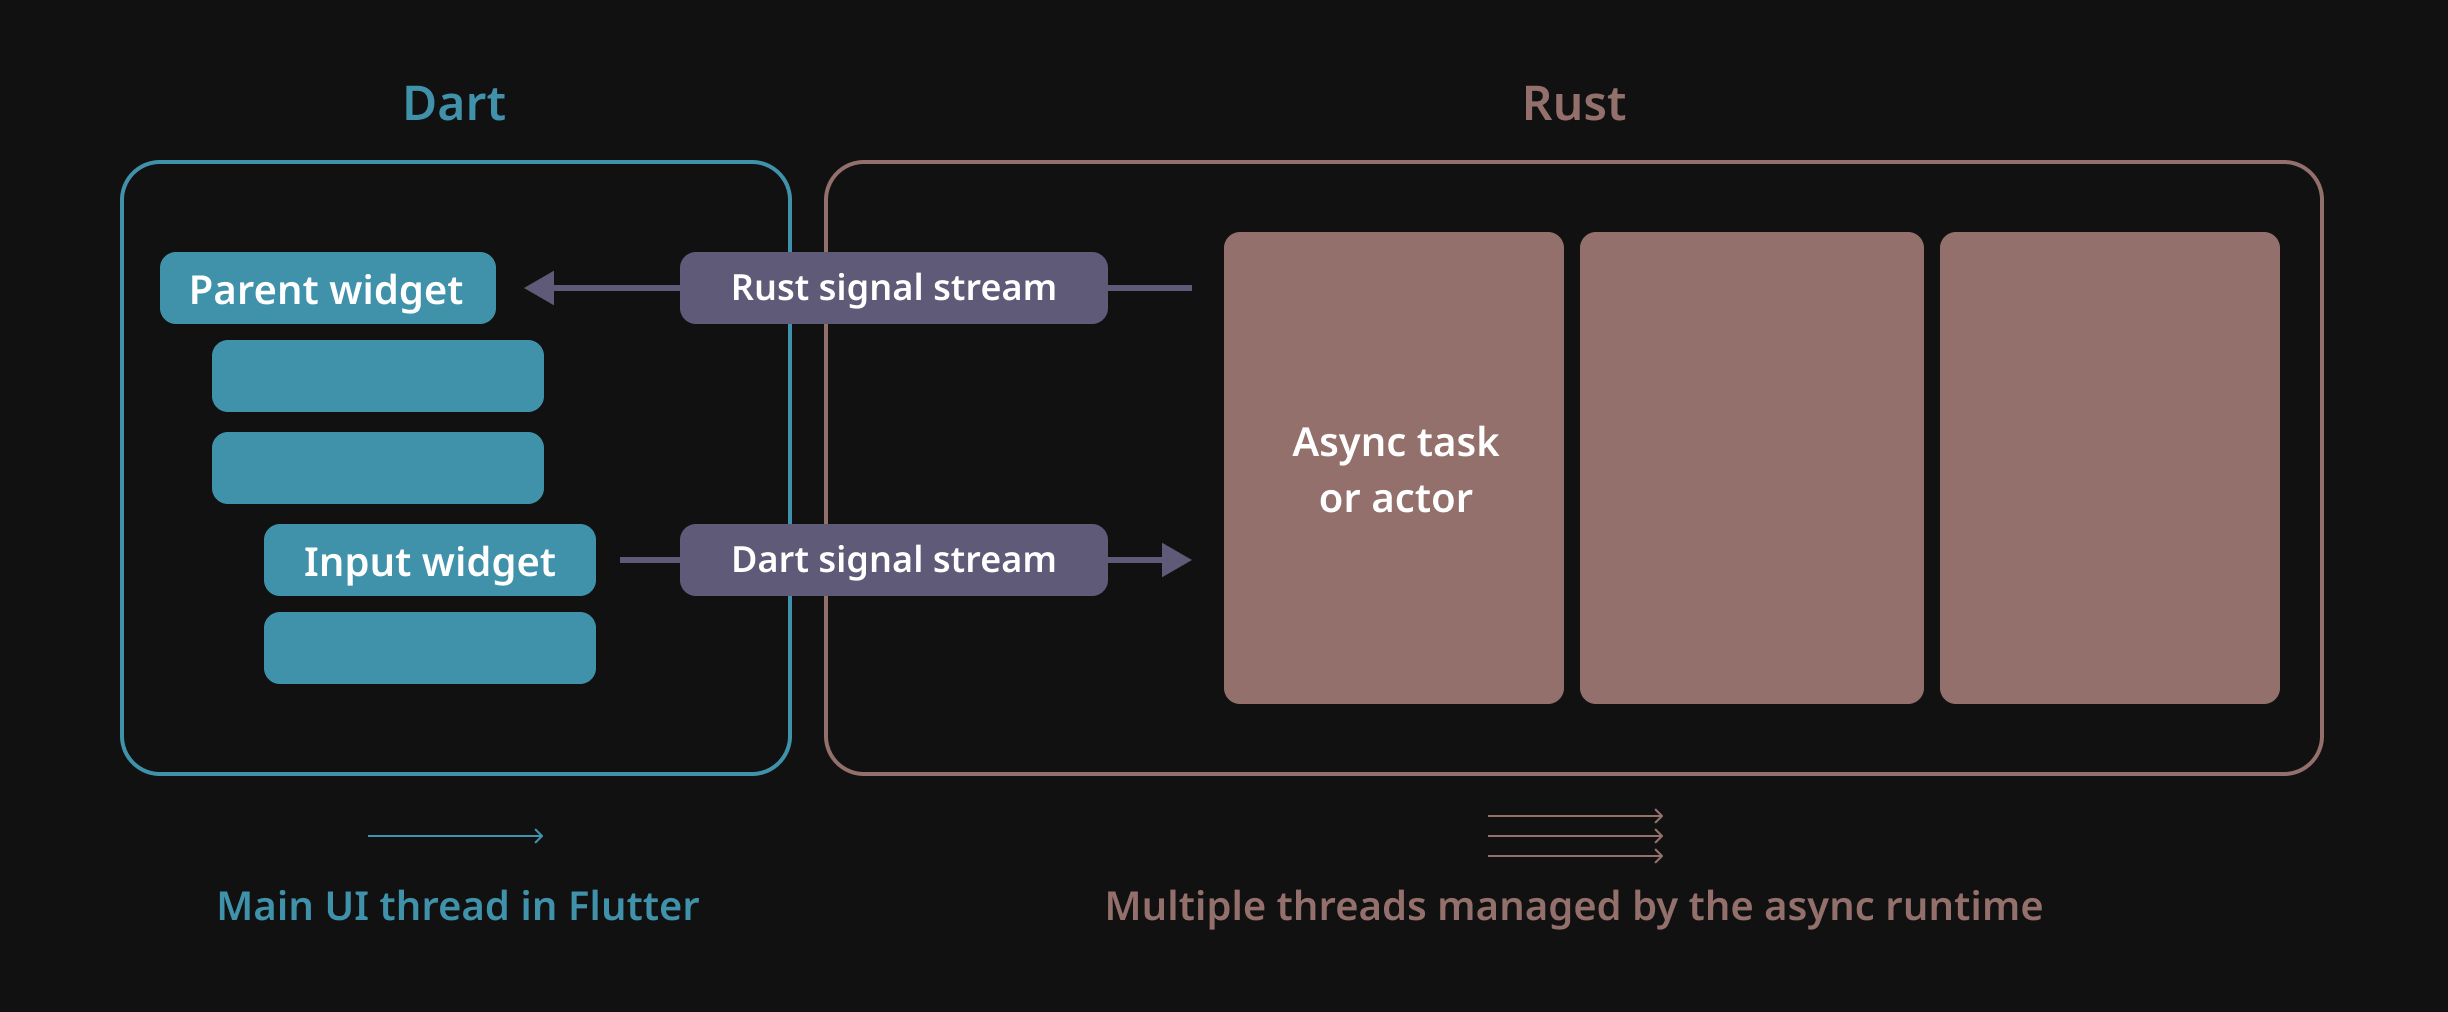 Dart
Rust
Parent widget
Rust signal stream
Async task
or actor
Input widget
Dart signal stream
Main UI thread in Flutter
Multiple threads managed by the async runtime